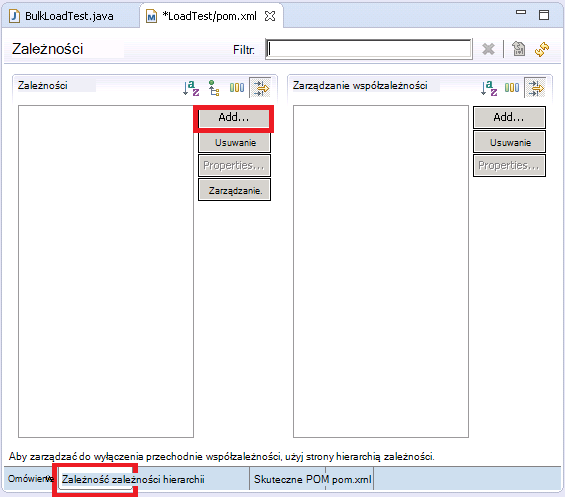 BulkLoadTest.java
*LoadTest/pom.xml
Zależności
Filtr:
Zależności
Zarządzanie współzależności
Add...
Usuwanie
Properties...
Zarządzanie.
Add...
Usuwanie
Properties...
Aby zarządzać do wyłączenia przechodnie współzależności, użyj strony hierarchią zależności.
Omówienie Zależność zależności hierarchii Skuteczne POM pom.xml